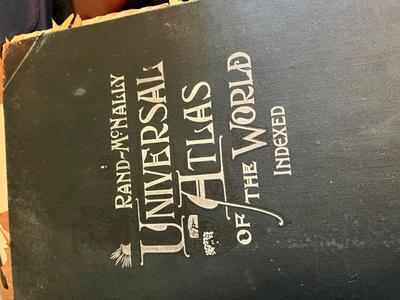 RAND-McNALLY
UNIVERSAL
ATLAS
OF THE WORLD
INDEXED